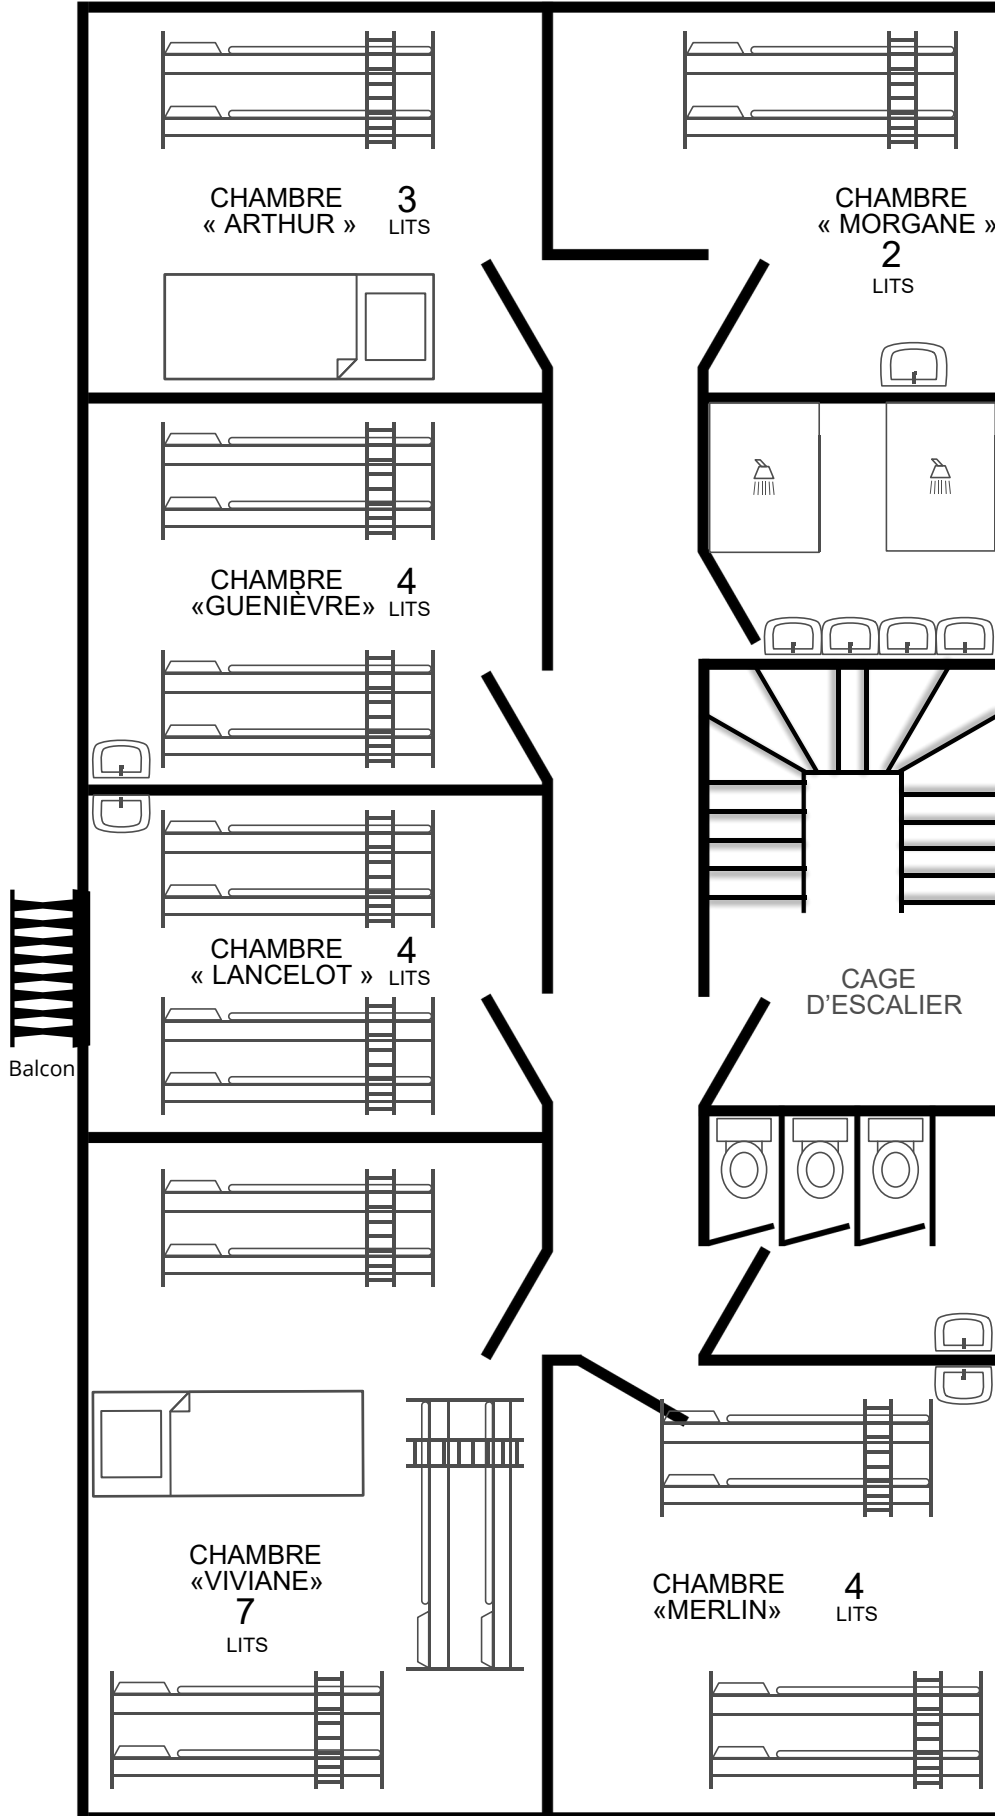 CHAMBRE
« ARTHUR »
3
LITS
CHAMBRE
« MORGANE »
2
LITS
CHAMBRE
«GUENIÈVRE»
4
LITS
CHAMBRE
« LANCELOT »
4
LITS
CAGE
D'ESCALIER
Balcon
CHAMBRE
«VIVIANE»
7
LITS
CHAMBRE
«MERLIN»
4
LITS